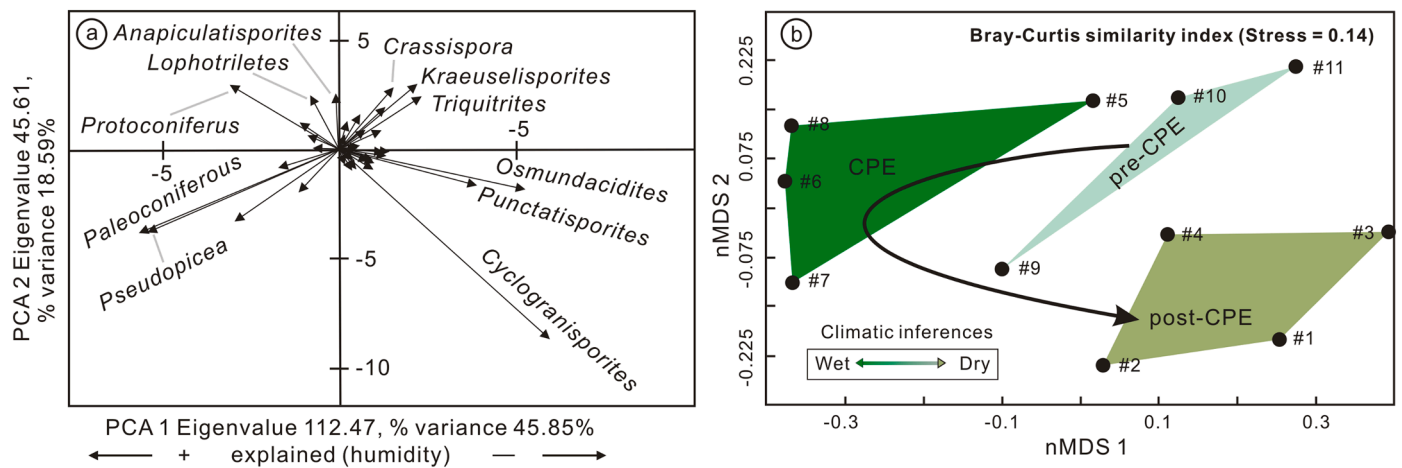 a
Anapiculatisporites
Lophotriletes
Protoconiferus
Paleoconiferous
Pseudopicea
Crassispora
Kraeuselisporites
Triquitrites
Osmundacidites
Punctatisporites
Cyclogranisporites
5
-5
-5
-5
-10
PCA 2 Eigenvalue 45.61,
% variance 18.59%
PCA 1 Eigenvalue 112.47, % variance 45.85%
+ explained (humidity) —
b
Bray-Curtis similarity index (Stress = 0.14)
#11
#10
#5
#8
pre-CPE
CPE
#6
#4
#3
#9
#7
post-CPE
#1
#2
Climatic inferences
Wet Dry
0.225
0.075
-0.075
-0.225
nMDS 2
-0.3 -0.1 0.1 0.3
nMDS 1